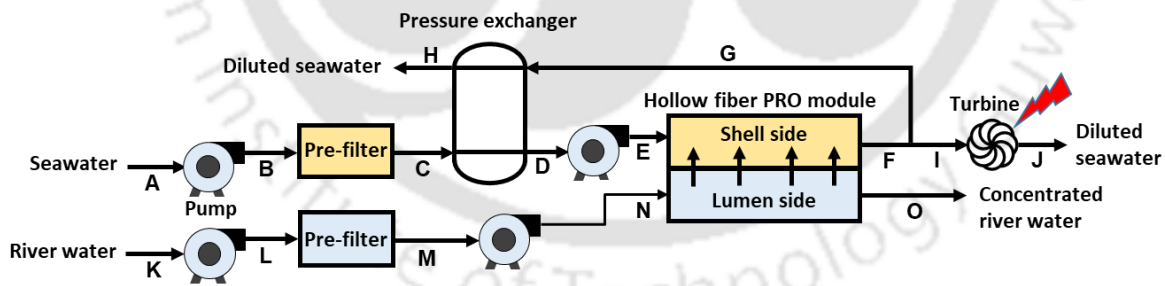 Pressure exchanger
H
G
Diluted seawater
Hollow fiber PRO module
Turbine
Shell side
Diluted
seawater
Seawater
A
B
Pre-filter
C
D
E
F
I
J
Pump
Lumen side
Concentrated
river water
N
O
River water
K
L
Pre-filter
M